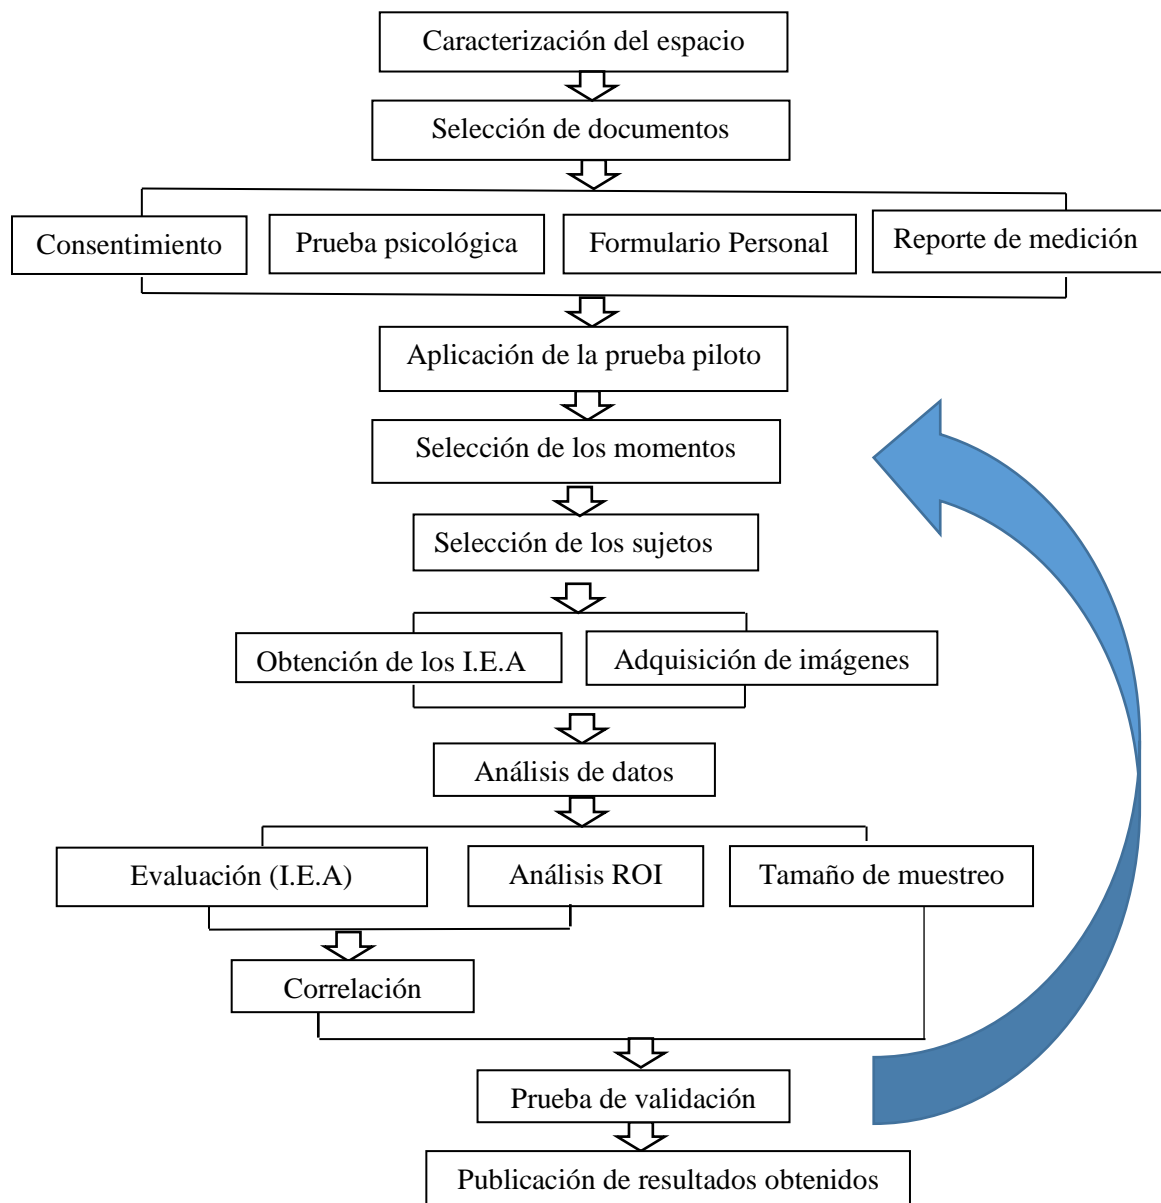 Caracterización del espacio
Selección de documentos
Consentimiento
Prueba psicológica
Formulario Personal
Reporte de medición
Aplicación de la prueba piloto
Selección de los momentos
Selección de los sujetos
Obtención de los I.E.A
Adquisición de imágenes
Análisis de datos
Evaluación (I.E.A)
Análisis ROI
Tamaño de muestreo
Correlación
Prueba de validación
Publicación de resultados obtenidos